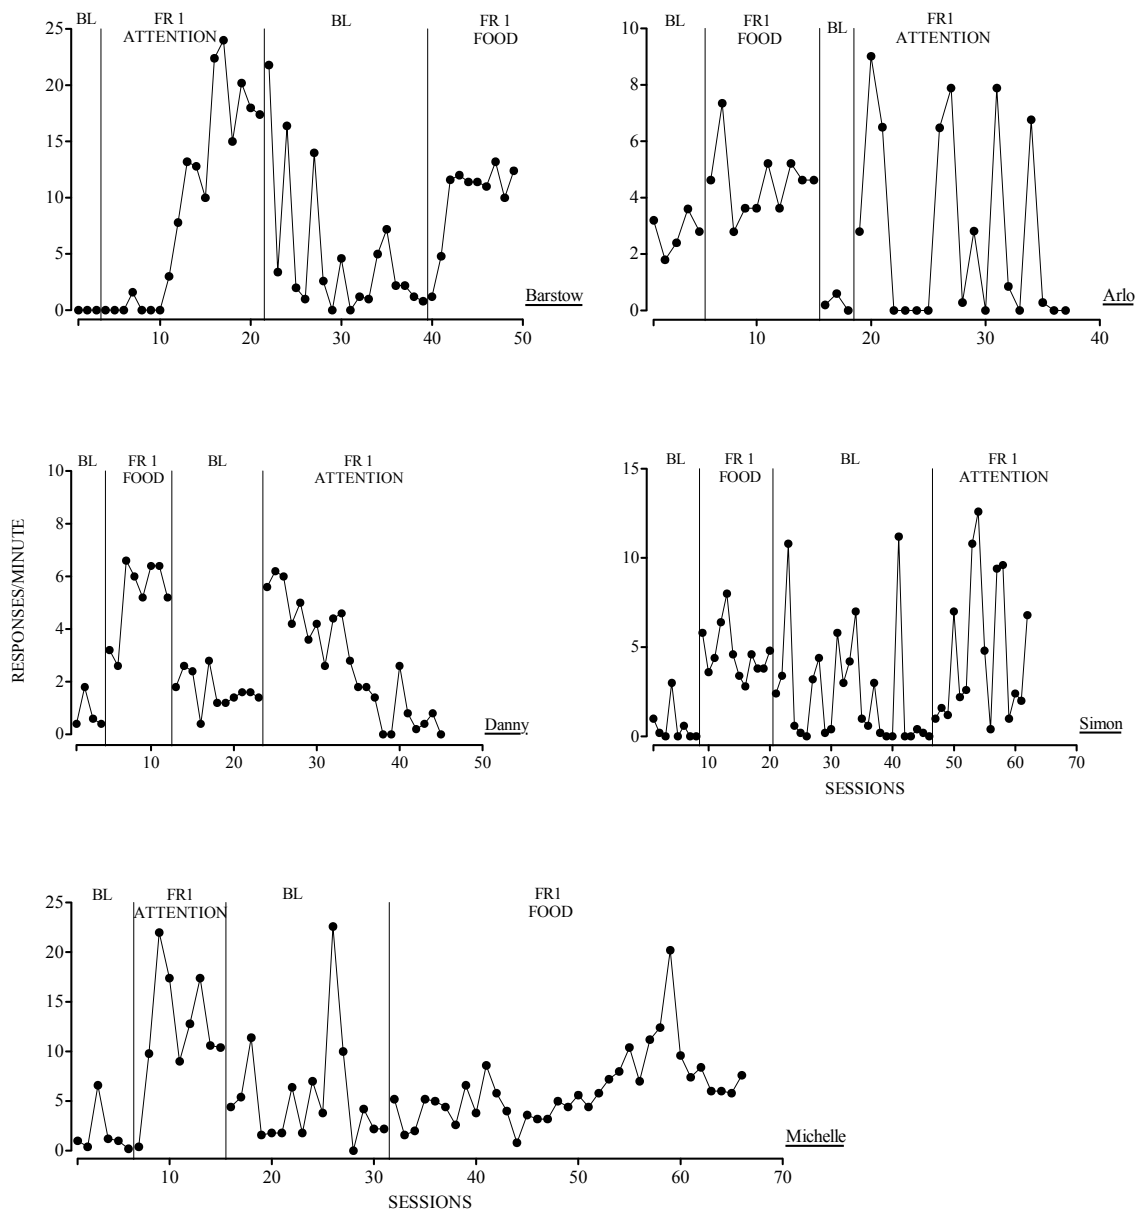 BL
FR 1
ATTENTION
BL
FR 1
FOOD
25
20
15
10
5
0
10
20
30
40
50
Barstow
BL
FR1
FOOD
BL
FR1
ATTENTION
10
8
6
4
2
0
10
20
30
40
Arlo
BL
FR 1
FOOD
BL
FR 1
ATTENTION
10
8
6
4
2
0
10
20
30
40
50
Danny
RESPONSES/MINUTE
BL
FR 1
FOOD
BL
FR 1
ATTENTION
15
10
5
0
10
20
30
40
50
60
70
Simon
SESSIONS
BL
FR1
ATTENTION
BL
FR1
FOOD
25
20
15
10
5
0
10
20
30
40
50
60
70
Michelle
SESSIONS